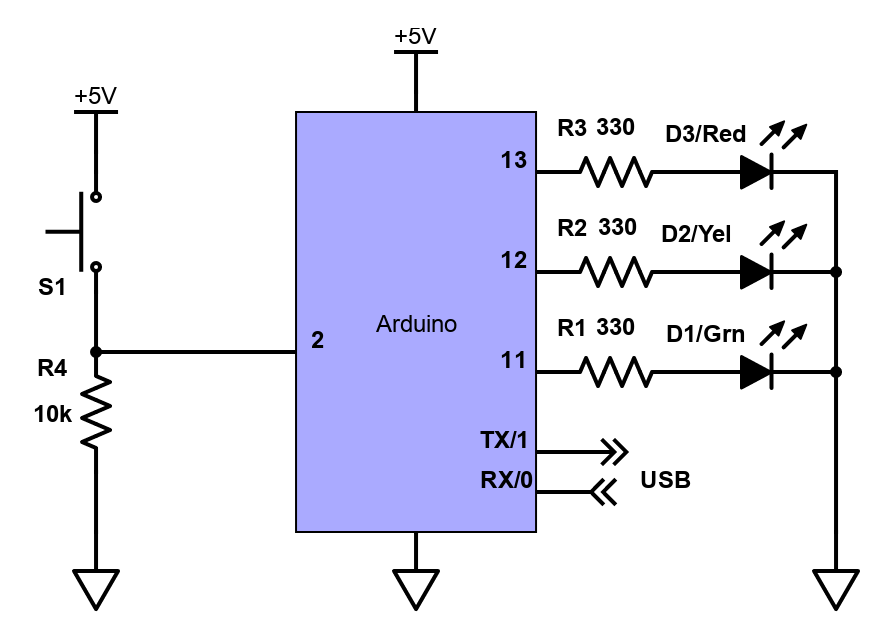 +5V
+5V
S1
R4
10k
2
Arduino
13
12
11
TX/1
RX/0
R3 330
D3/Red
R2 330
D2/Yel
R1 330
D1/Grn
USB